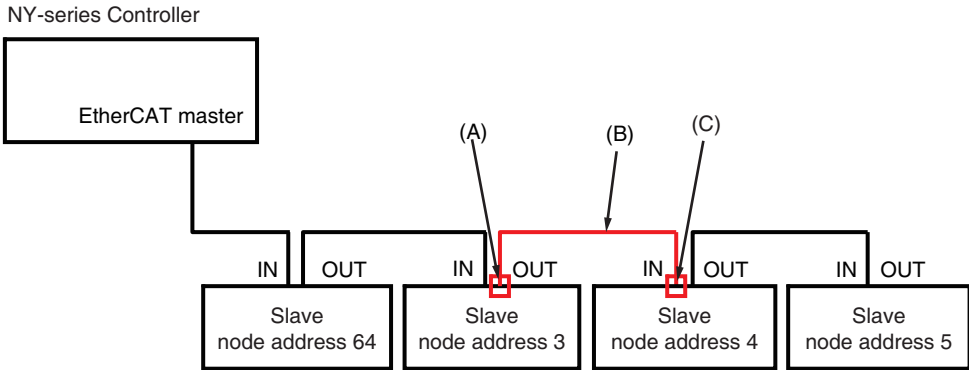 NY-series Controller
EtherCAT master
(A)
(B)
(C)
IN OUT IN OUT IN OUT IN OUT
Slave Slave Slave Slave
node address 64 node address 3 node address 4 node address 5